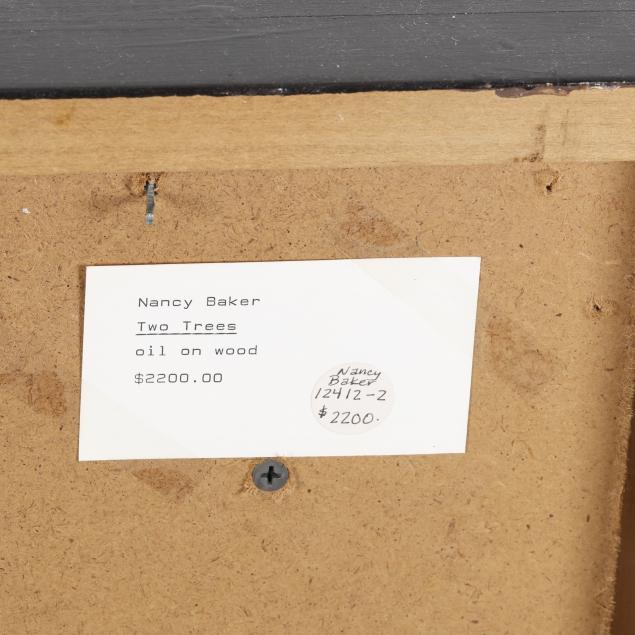 Nancy Baker
Two Trees
oil on wood
$2200.00
Nancy
Baker
12412-2
$2200.